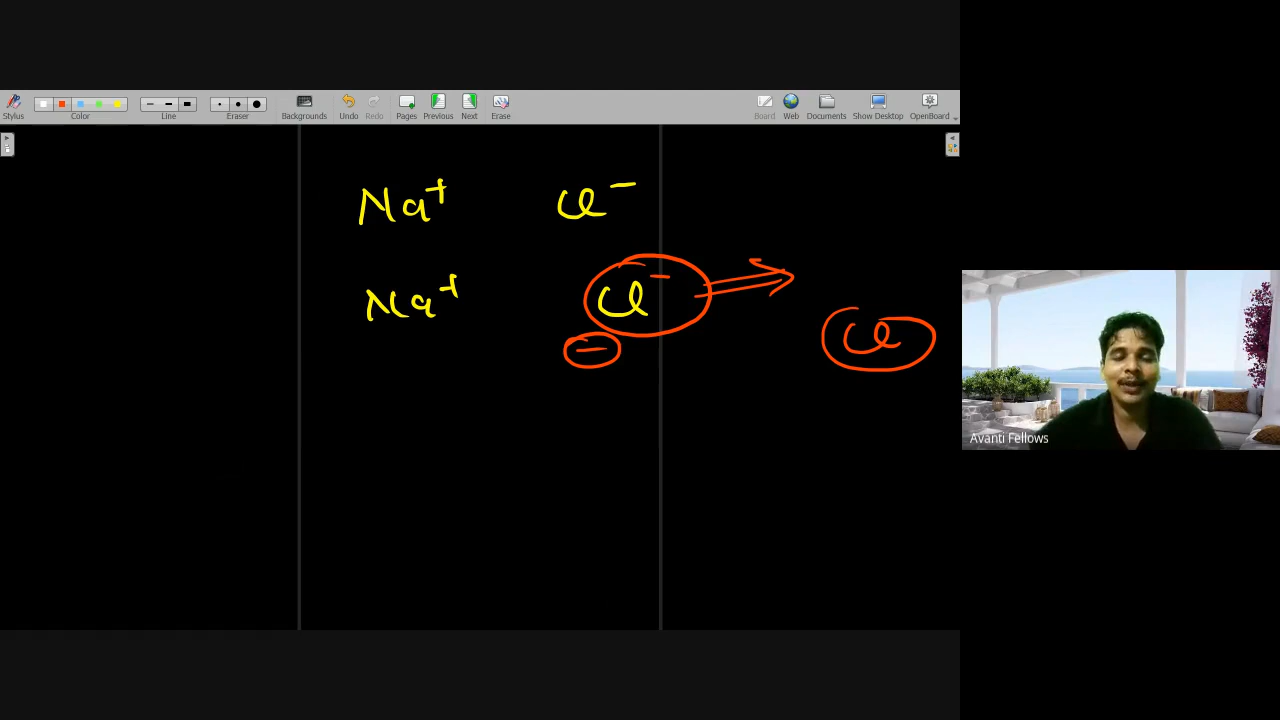 Stylus Color Line Eraser Backgrounds Undo Redo Pages Previous Next Erase Board Web Documents Show Desktop OpenBoard
Na⁺ Cl⁻
Na⁺ Cl⁻
−
Cl
Avanti Fellows